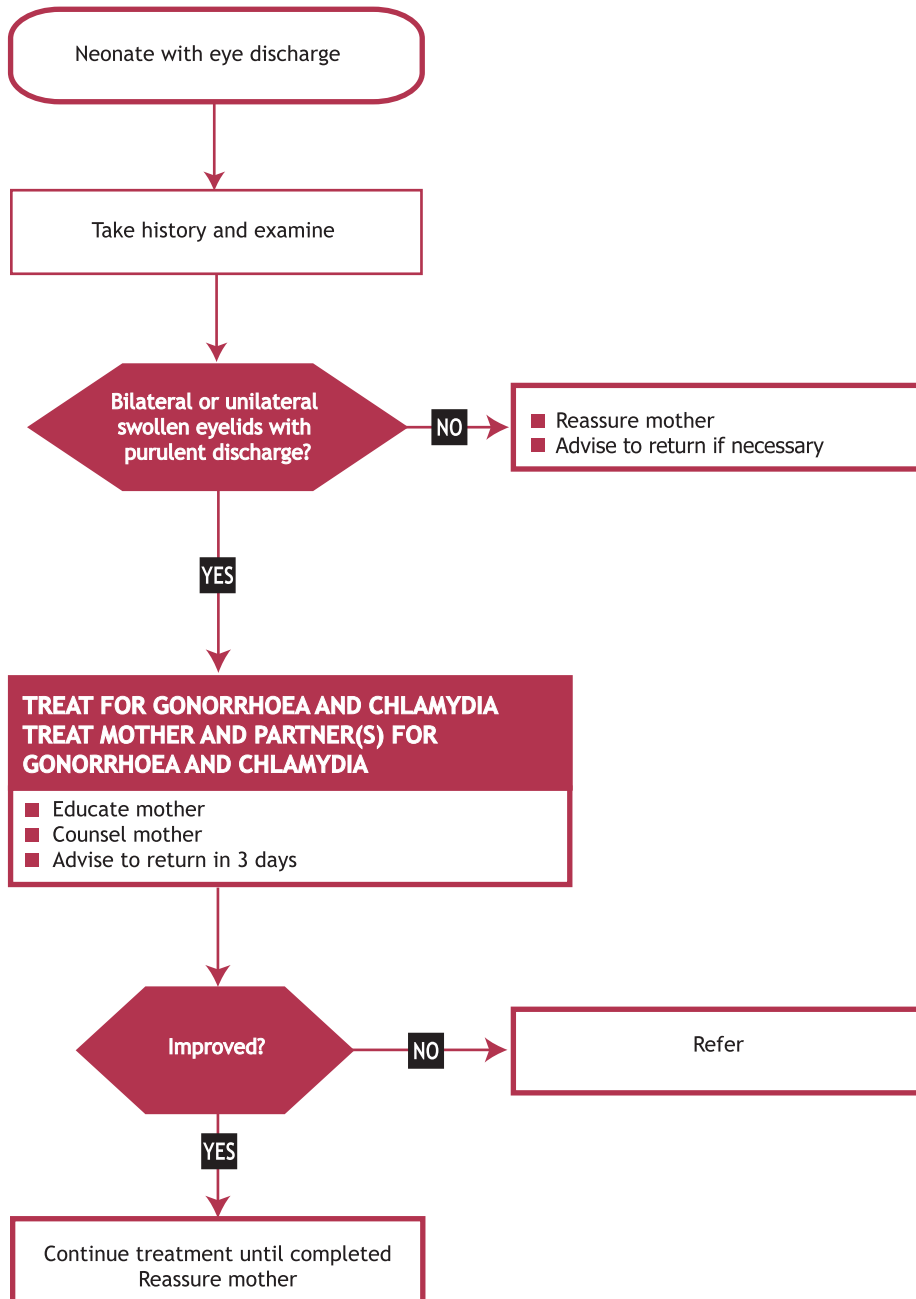 Neonate with eye discharge
Take history and examine
Bilateral or unilateral
swollen eyelids with
purulent discharge?
NO
Reassure mother
Advise to return if necessary
YES
TREAT FOR GONORRHOEA AND CHLAMYDIA
TREAT MOTHER AND PARTNER(S) FOR
GONORRHOEA AND CHLAMYDIA
Educate mother
Counsel mother
Advise to return in 3 days
Improved?
NO
Refer
YES
Continue treatment until completed
Reassure mother